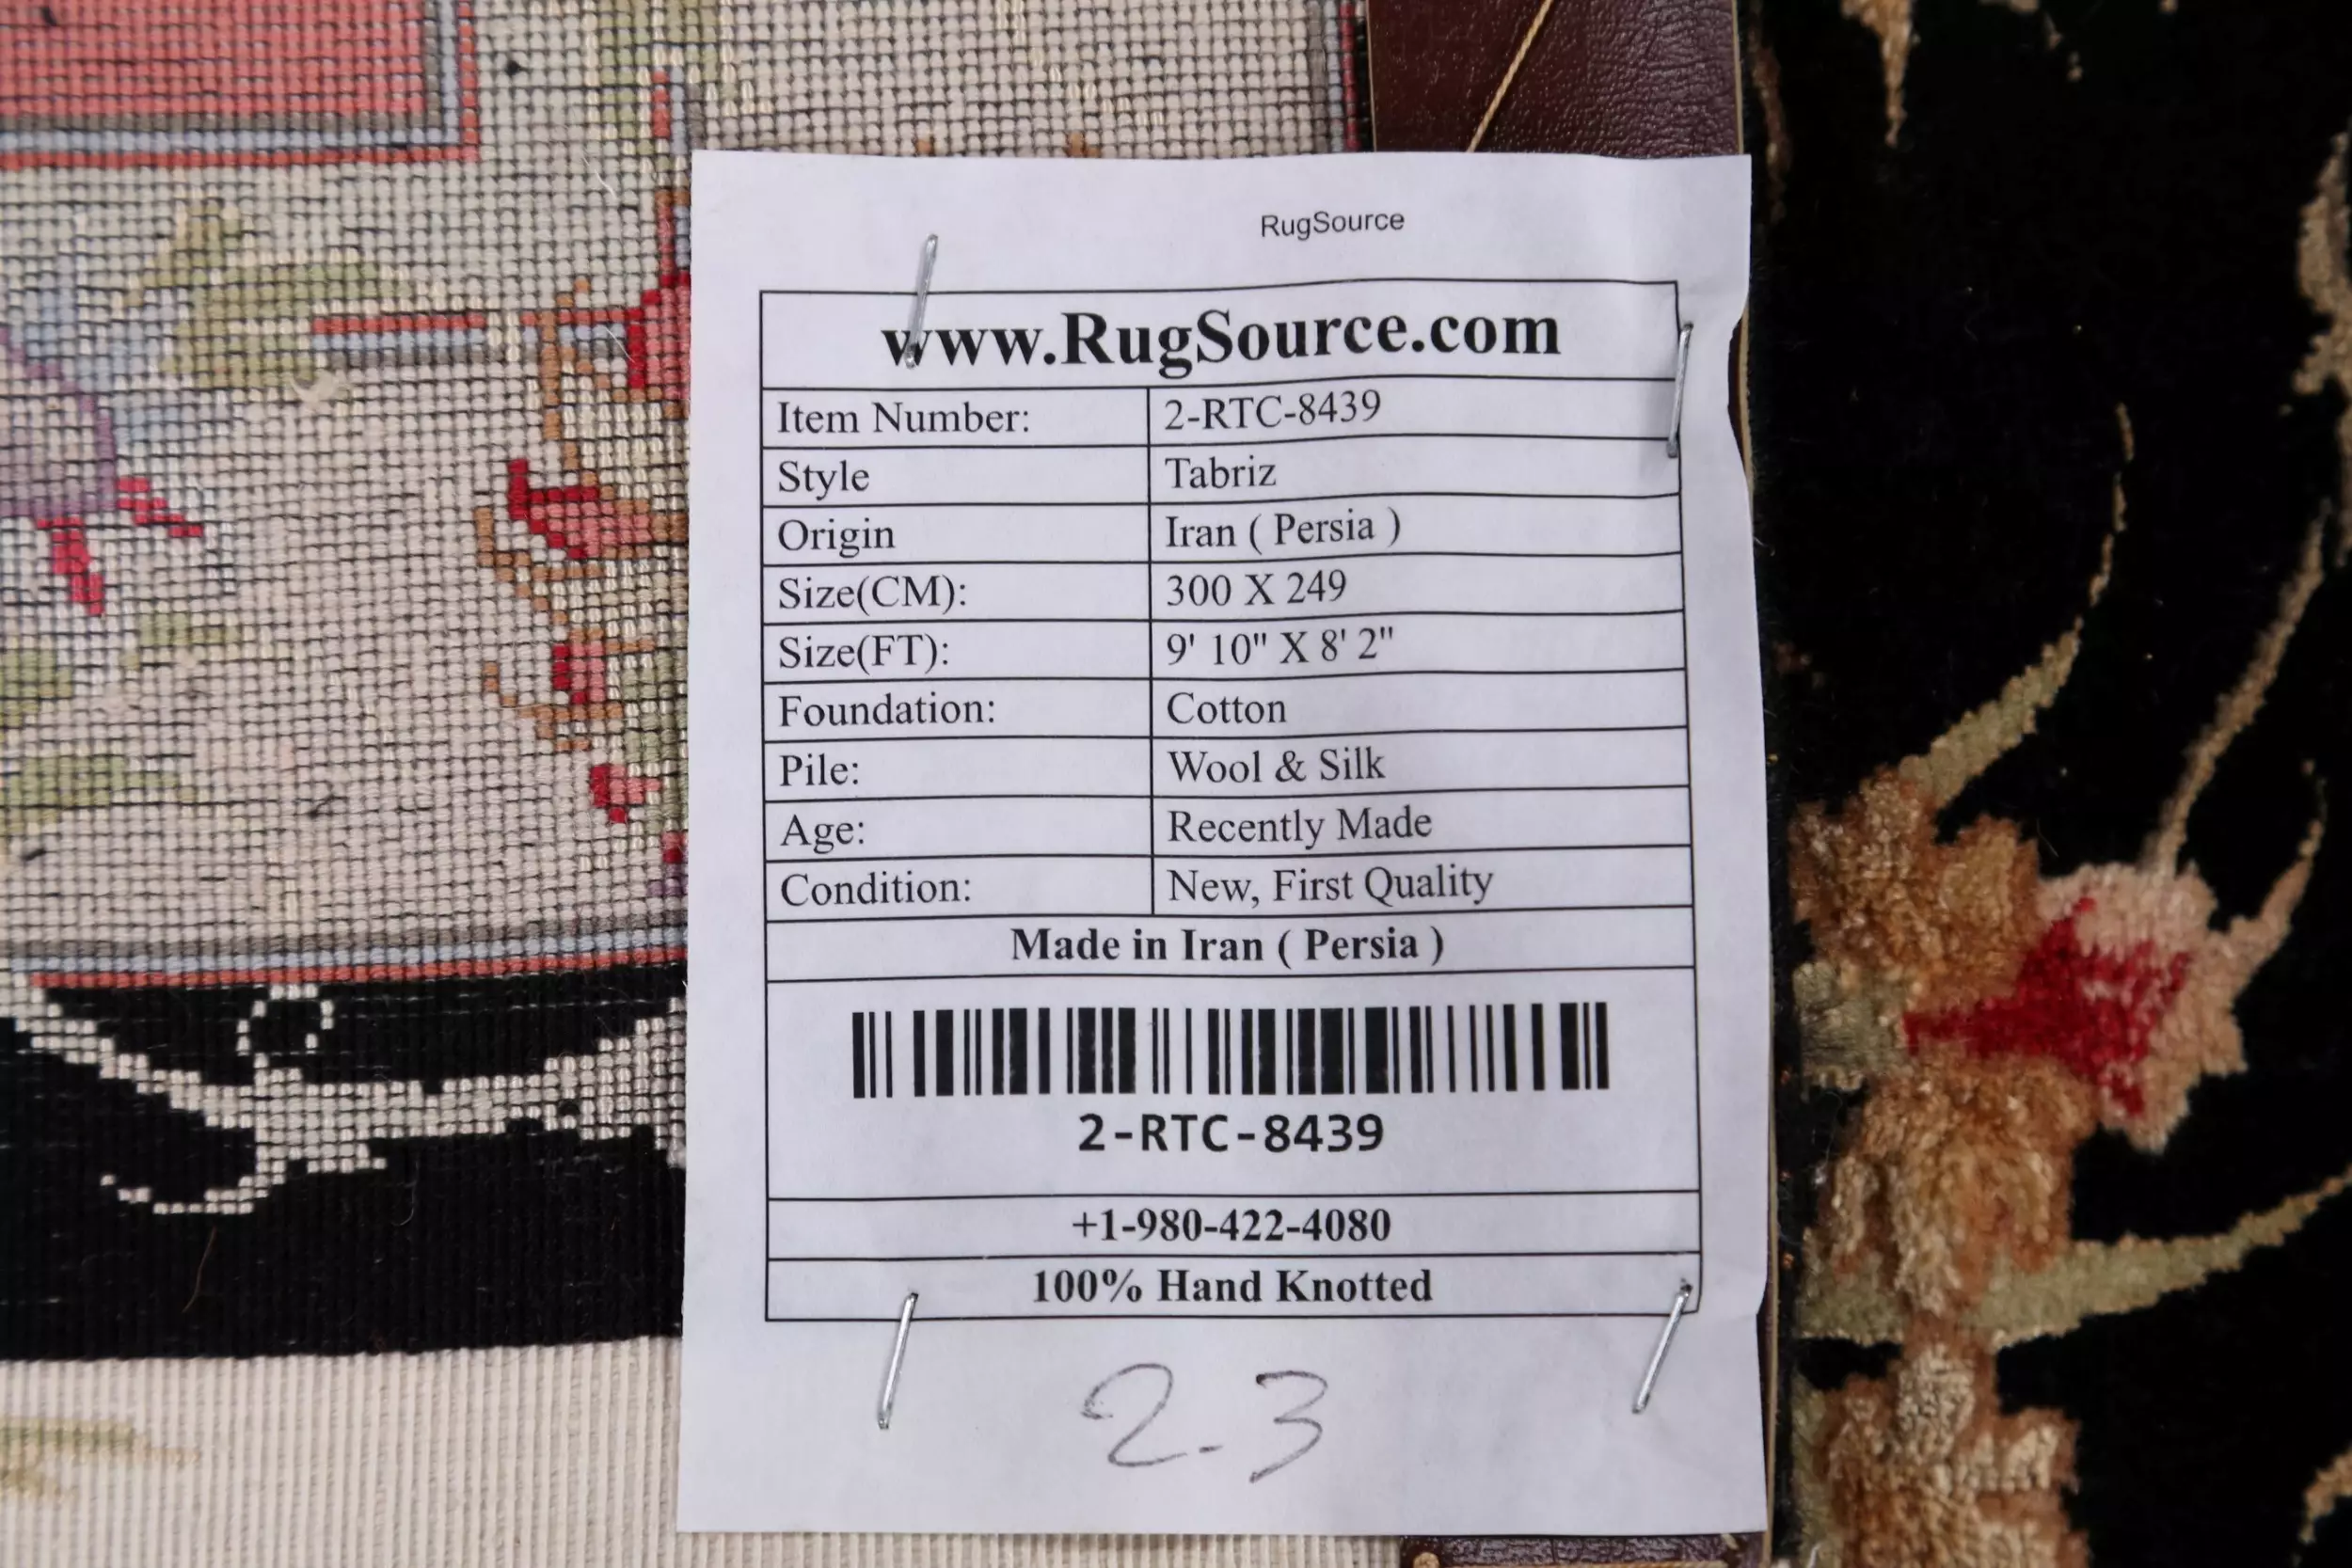 RugSource
www.RugSource.com
Item Number: 2-RTC-8439
Style Tabriz
Origin Iran ( Persia )
Size(CM): 300 X 249
Size(FT): 9' 10" X 8' 2"
Foundation: Cotton
Pile: Wool & Silk
Age: Recently Made
Condition: New, First Quality
Made in Iran ( Persia )
2-RTC-8439
+1-980-422-4080
100% Hand Knotted
2-3